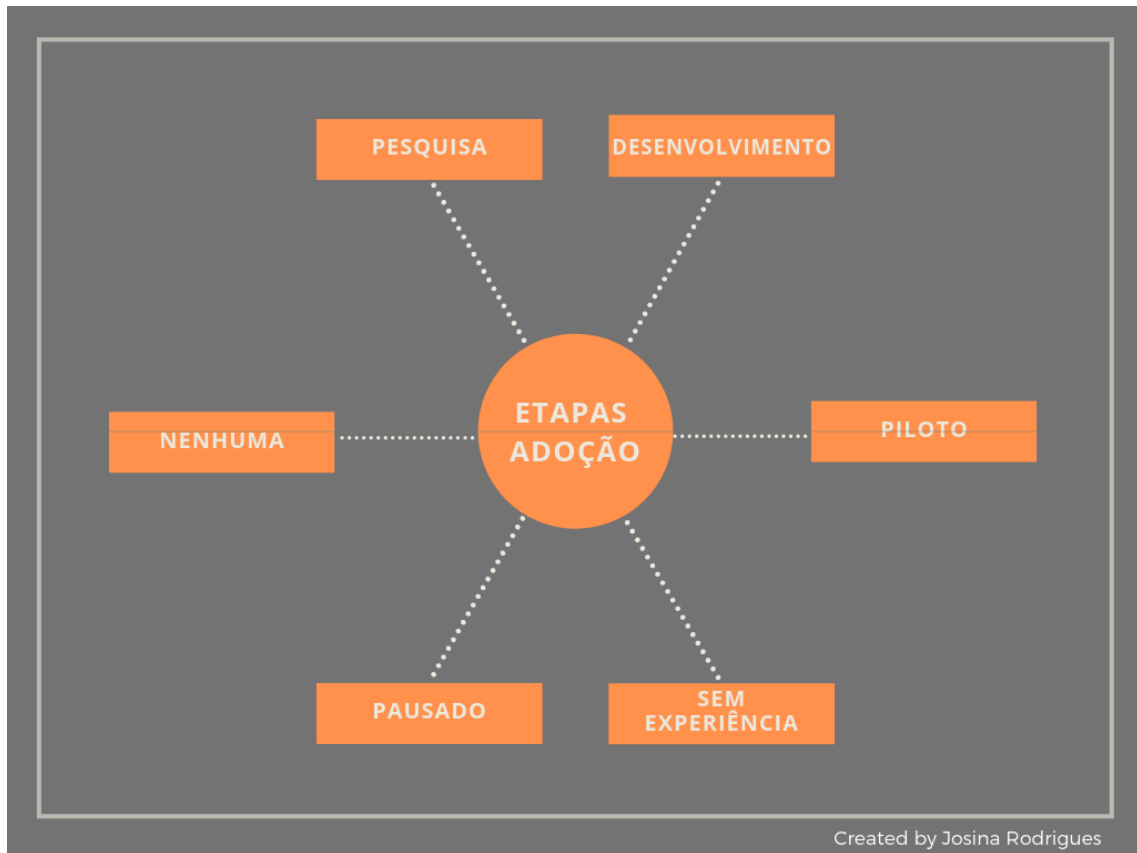 PESQUISA
DESENVOLVIMENTO
ETAPAS
ADOÇÃO
NENHUMA
PILOTO
PAUSADO
SEM
EXPERIÊNCIA
Created by Josina Rodrigues